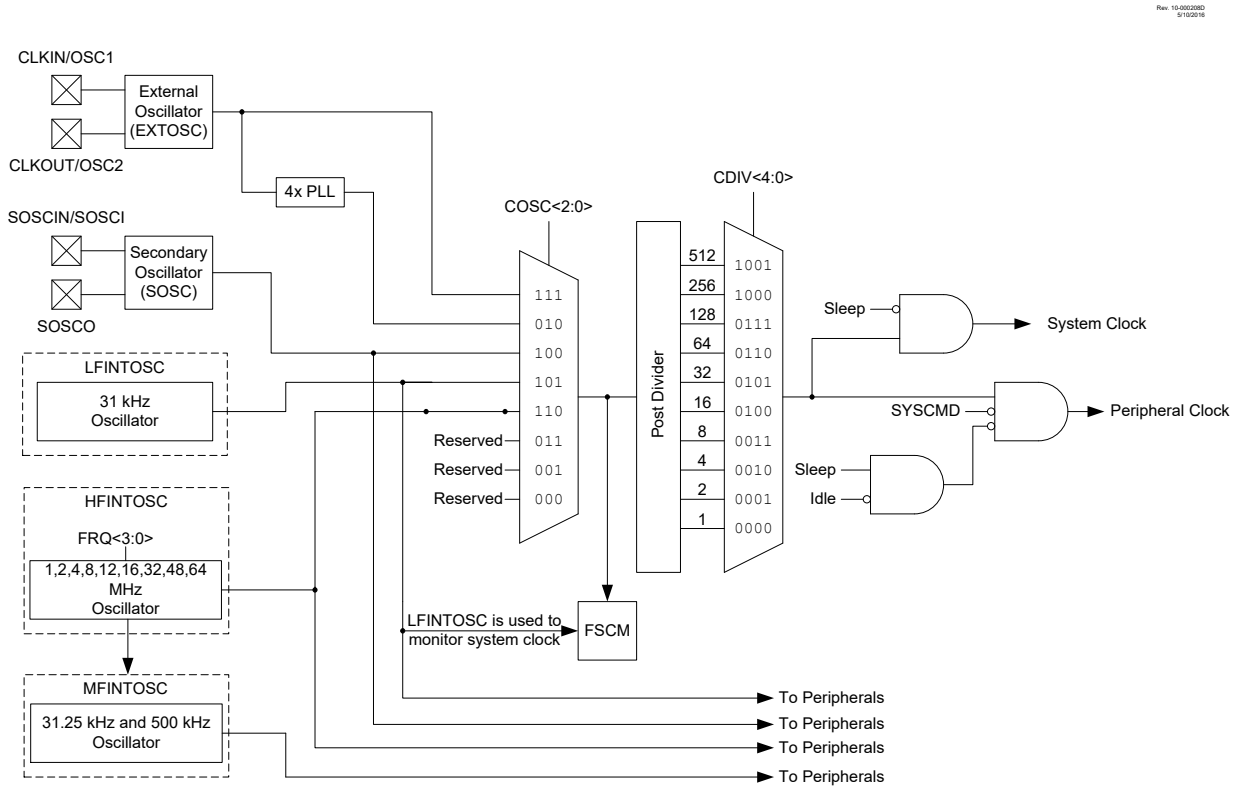 Rev. 10-000208D
5/10/2016
CLKIN/OSC1
External
Oscillator
(EXTOSC)
CLKOUT/OSC2
4x PLL
SOSCIN/SOSCI
Secondary
Oscillator
(SOSC)
SOSCO
LFINTOSC
31 kHz
Oscillator
HFINTOSC
FRQ<3:0>
1,2,4,8,12,16,32,48,64
MHz
Oscillator
MFINTOSC
31.25 kHz and 500 kHz
Oscillator
COSC<2:0>
111
010
100
101
110
Reserved 011
Reserved 001
Reserved 000
LFINTOSC is used to
monitor system clock
FSCM
Post Divider
CDIV<4:0>
512 1001
256 1000
128 0111
64 0110
32 0101
16 0100
8 0011
4 0010
2 0001
1 0000
Sleep
System Clock
SYSCMD
Peripheral Clock
Sleep
Idle
To Peripherals
To Peripherals
To Peripherals
To Peripherals